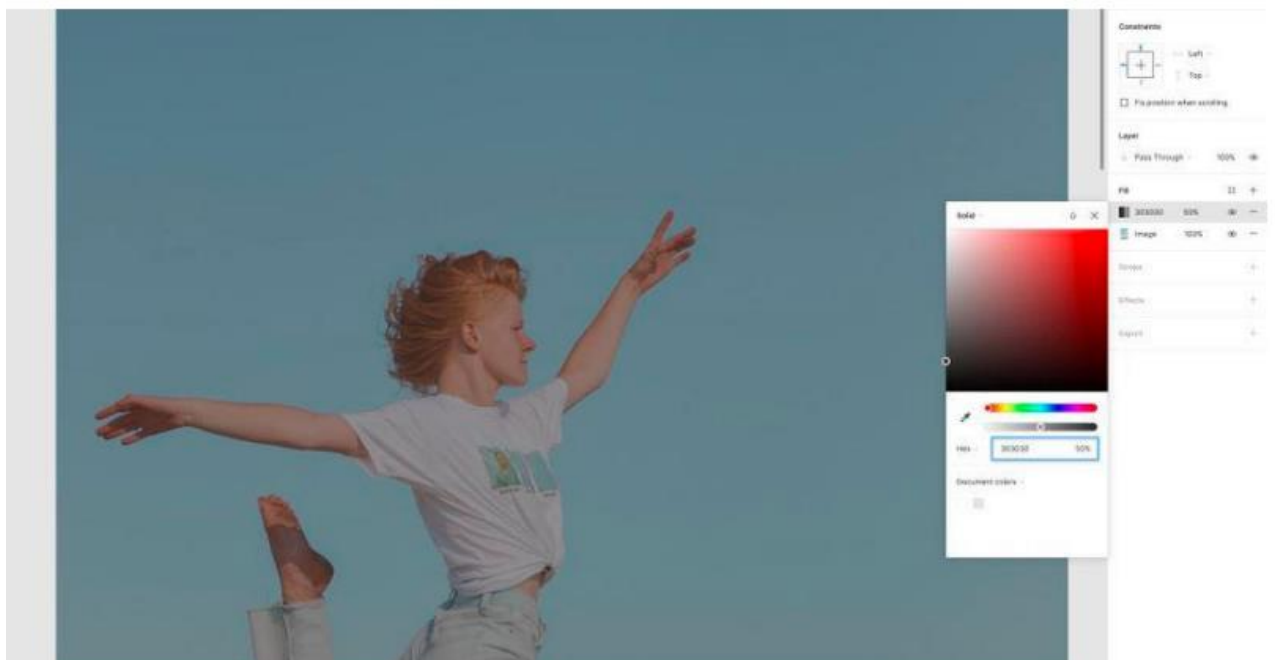 Constraints
Left
Top
Fix position when scrolling
Layer
Pass Through 100%
Fill
303030 50%
Image 100%
Stroke
Effects
Export
Solid
Hex 303030 50%
Document colors